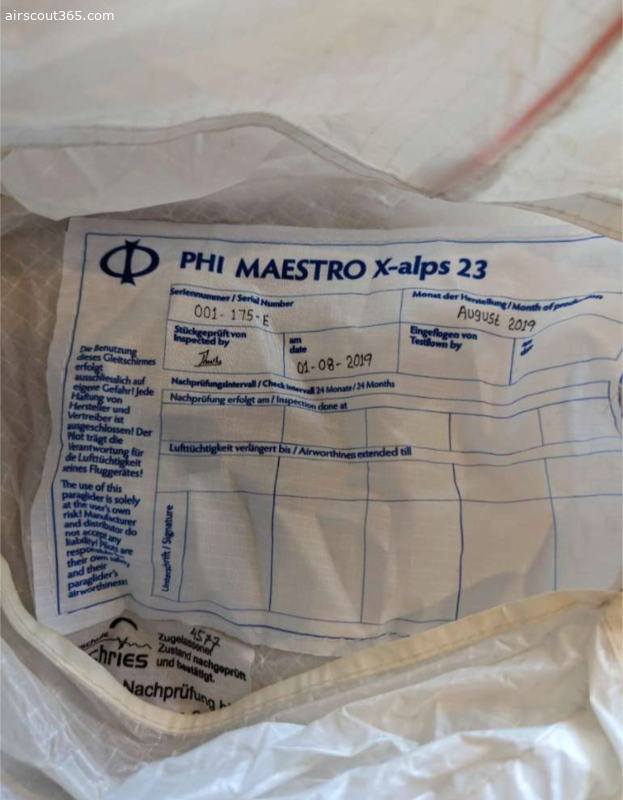 airscout365.com
PHI MAESTRO X-alps 23
Seriennummer / Serial Number
001-175-E
Monat der Herstellung / Month of production
AUGUST 2019
Stückgeprüft von
Inspected by
am
date
01-08-2019
Eingeflogen von
Testflown by
Nachprüfungsintervall / Check Intervall 24 Monate / 24 Months
Nachprüfung erfolgt am / Inspection done at
Lufttüchtigkeit verlängert bis / Airworthines extended till
Unterschrift / Signature
Die Benutzung
dieses Gleitschirmes
erfolgt
ausschliesslich auf
eigene Gefahr! Jede
Haftung von
Hersteller und
Vertreiber ist
ausgeschlossen! Der
Pilot trägt die
Verantwortung für
die Lufttüchtigkeit
seines Fluggerätes!
The use of this
paraglider is solely
at the user's own
risk! Manufacturer
and distributor do
not accept any
liability! Pilots are
their own safety
and their
paraglider's
airworthiness!
schule
hries
4577
Zugelassener
Zustand nachgeprüft
und bestätigt.
Nachprüfung